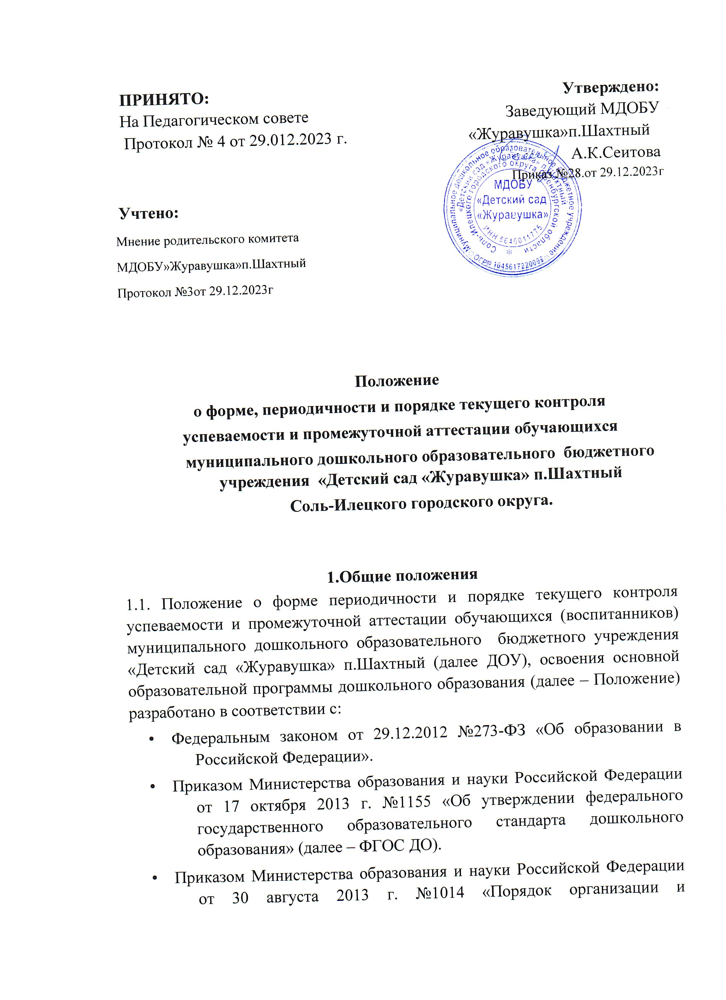 ПРИНЯТО:
На Педагогическом совете
Протокол № 4 от 29.012.2023 г.
Утверждено:
Заведующий МДОБУ
«Журавушка»п.Шахтный
А.К.Сеитова
Приказ №28.от 29.12.2023г
Муниципальное дошкольное образовательное бюджетное учреждение
«Детский сад «Журавушка» п.Шахтный
Соль-Илецкого городского округа Оренбургской области
МДОБУ
«Детский сад
«Журавушка»
ИНН 5646011775
ОГРН 1045617220032
Учтено:
Мнение родительского комитета
МДОБУ»Журавушка»п.Шахтный
Протокол №3от 29.12.2023г
Положение
о форме, периодичности и порядке текущего контроля
успеваемости и промежуточной аттестации обучающихся
муниципального дошкольного образовательного бюджетного
учреждения «Детский сад «Журавушка» п.Шахтный
Соль-Илецкого городского округа.
1.Общие положения
1.1. Положение о форме периодичности и порядке текущего контроля
успеваемости и промежуточной аттестации обучающихся (воспитанников)
муниципального дошкольного образовательного бюджетного учреждения
«Детский сад «Журавушка» п.Шахтный (далее ДОУ), освоения основной
образовательной программы дошкольного образования (далее – Положение)
разработано в соответствии с:
• Федеральным законом от 29.12.2012 №273-ФЗ «Об образовании в
Российской Федерации».
• Приказом Министерства образования и науки Российской Федерации
от 17 октября 2013 г. №1155 «Об утверждении федерального
государственного образовательного стандарта дошкольного
образования» (далее – ФГОС ДО).
• Приказом Министерства образования и науки Российской Федерации
от 30 августа 2013 г. №1014 «Порядок организации и